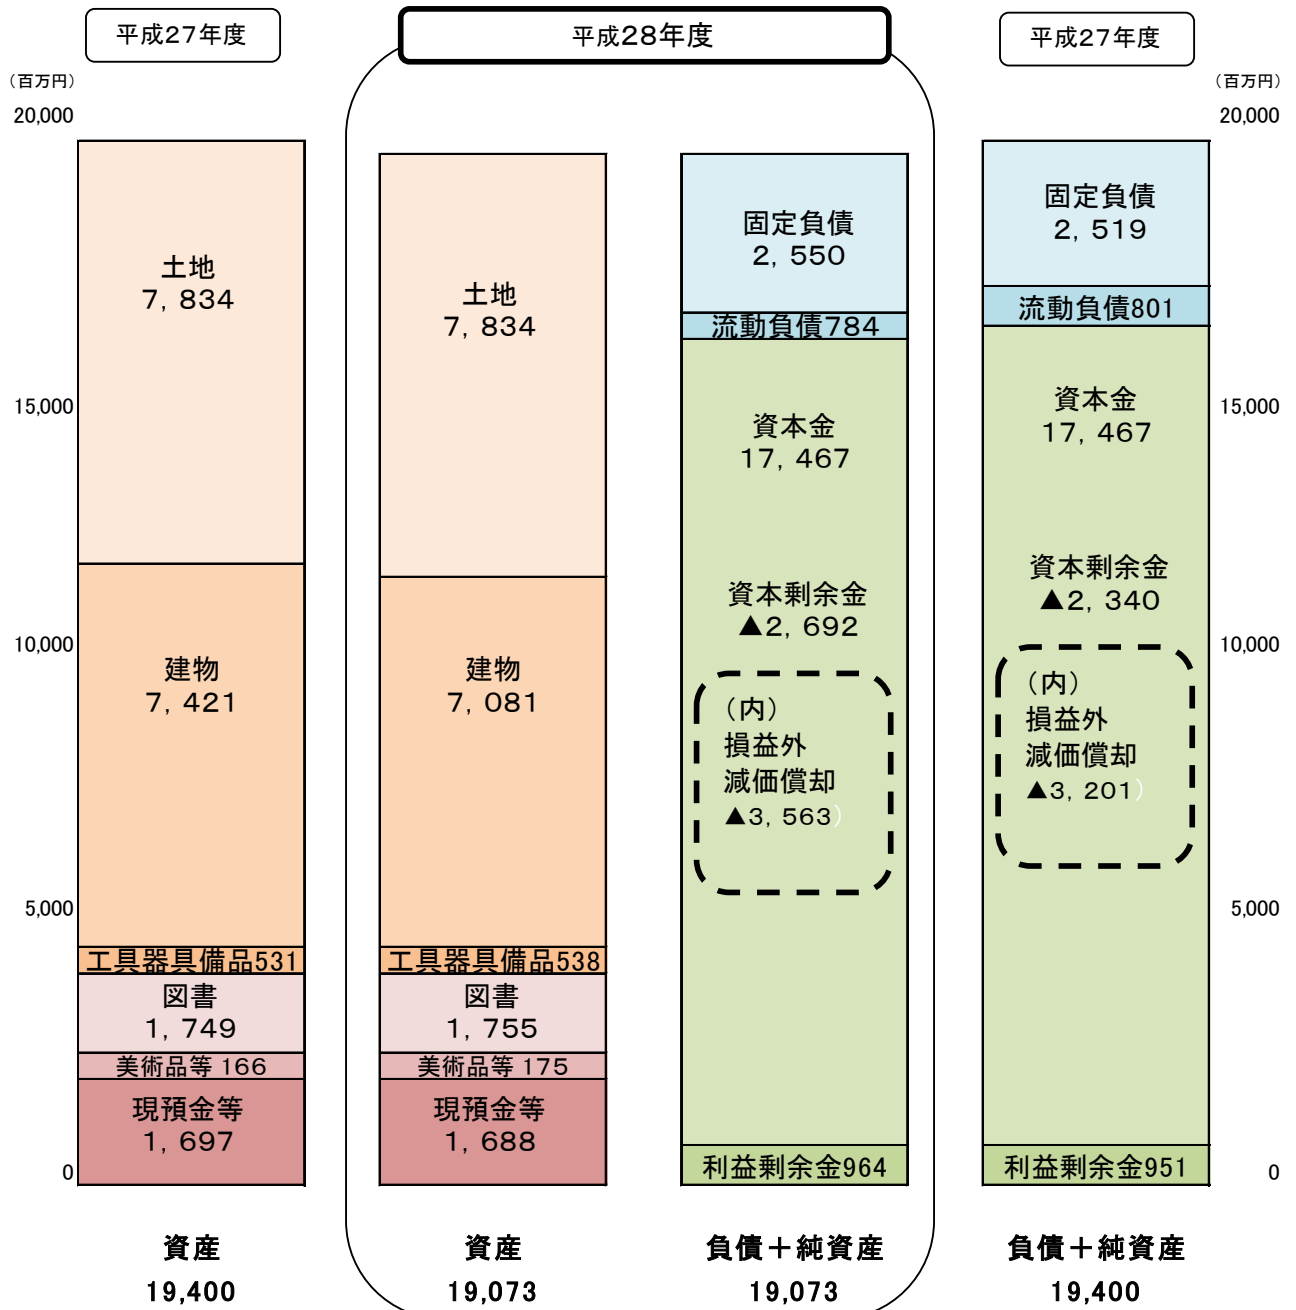 平成27年度
平成28年度
平成27年度
（百万円）
（百万円）
20,000
15,000
10,000
5,000
0
土地
7，834
建物
7，421
工具器具備品531
図書
1，749
美術品等 166
現預金等
1，697
資産
19,400
土地
7，834
建物
7，081
工具器具備品538
図書
1，755
美術品等 175
現預金等
1，688
資産
19,073
固定負債
2，550
流動負債784
資本金
17，467
資本剰余金
▲2，692
（内）
損益外
減価償却
▲3，563）
利益剰余金964
負債＋純資産
19,073
固定負債
2，519
流動負債801
資本金
17，467
資本剰余金
▲2，340
（内）
損益外
減価償却
▲3，201）
利益剰余金951
負債＋純資産
19,400
20,000
15,000
10,000
5,000
0